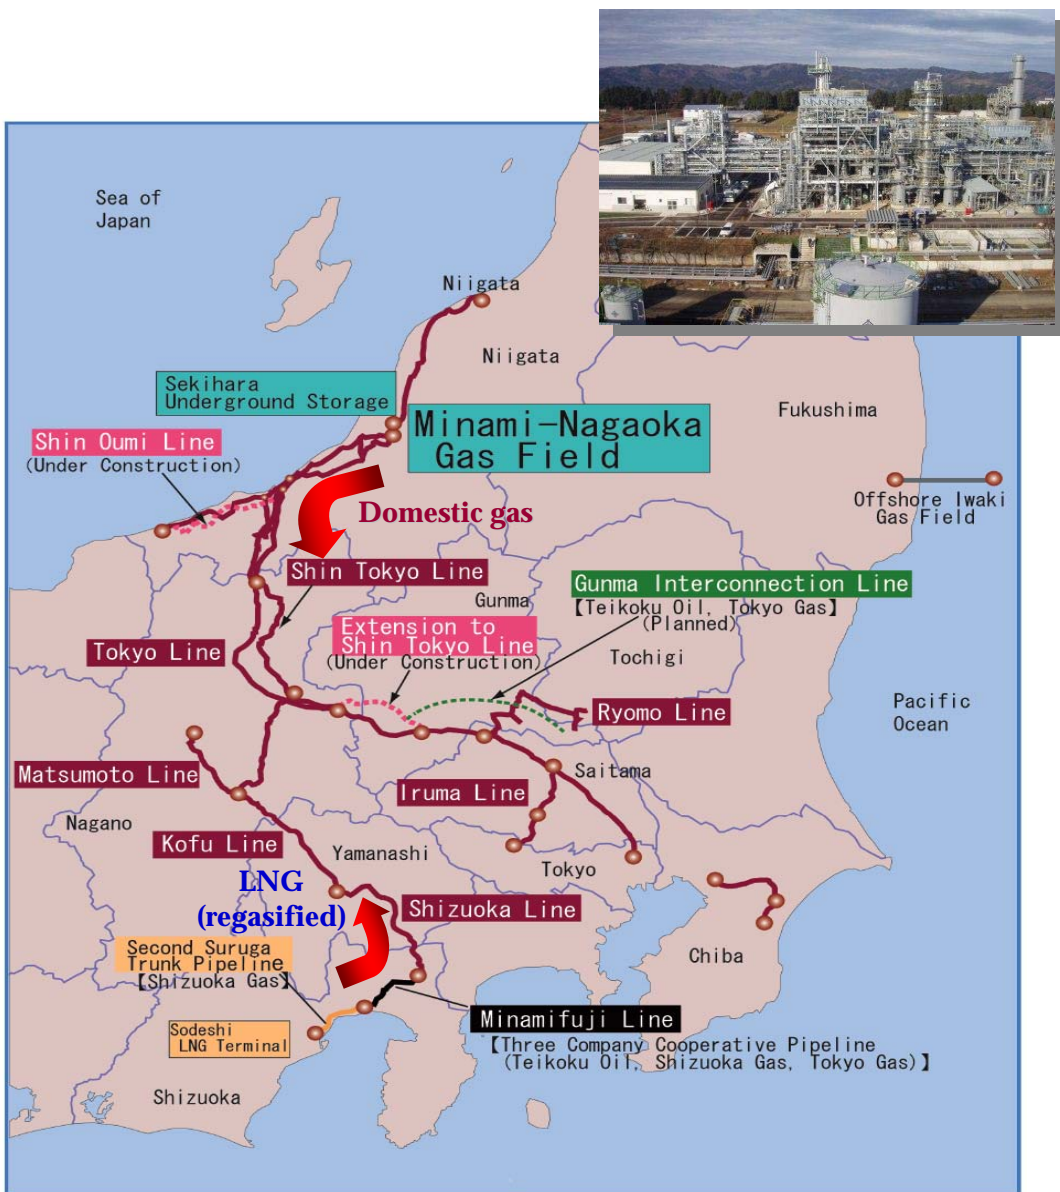 Sea of
Japan
Niigata
Niigata
Sekihara
Underground Storage
Fukushima
Minami-Nagaoka
Gas Field
Shin Oumi Line
(Under Construction)
Offshore Iwaki
Gas Field
Domestic gas
Shin Tokyo Line
Gunma Interconnection Line
【Teikoku Oil, Tokyo Gas】
(Planned)
Gunma
Extension to
Shin Tokyo Line
(Under Construction)
Tochigi
Tokyo Line
Pacific
Ocean
Ryomo Line
Matsumoto Line
Saitama
Iruma Line
Nagano
Kofu Line
Yamanashi
Tokyo
LNG
(regasified)
Shizuoka Line
Second Suruga
Trunk Pipeline
【Shizuoka Gas】
Chiba
Minamifuji Line
Sodeshi
LNG Terminal
【Three Company Cooperative Pipeline
(Teikoku Oil, Shizuoka Gas, Tokyo Gas)】
Shizuoka